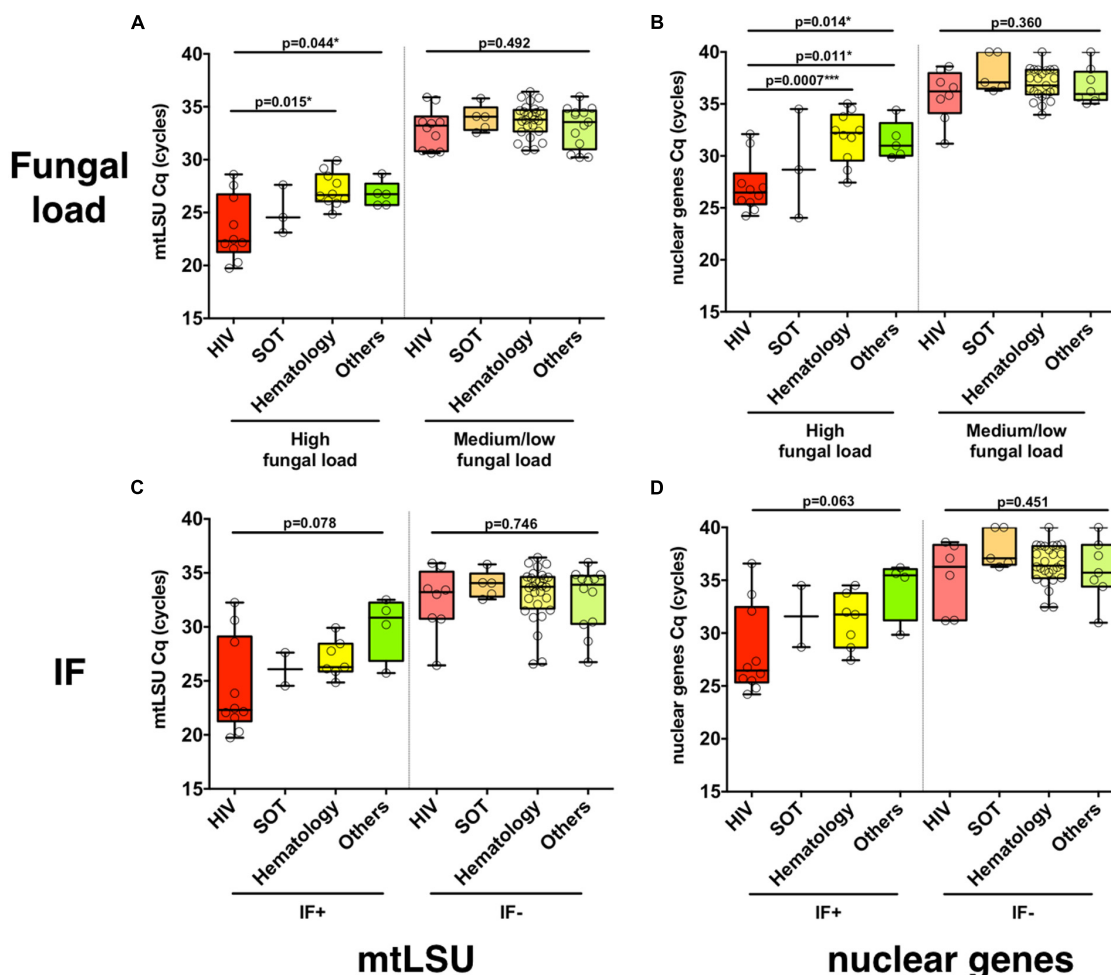 A
p=0.044*
p=0.492
p=0.015*
mtLSU Cq (cycles)
40
35
30
25
20
15
HIV
SOT
Hematology
Others
HIV
SOT
Hematology
Others
High
fungal load
Medium/low
fungal load
B
p=0.014*
p=0.360
p=0.011*
p=0.0007***
nuclear genes Cq (cycles)
40
35
30
25
20
15
HIV
SOT
Hematology
Others
HIV
SOT
Hematology
Others
High
fungal load
Medium/low
fungal load
Fungal
load
C
p=0.078
p=0.746
mtLSU Cq (cycles)
40
35
30
25
20
15
HIV
SOT
Hematology
Others
HIV
SOT
Hematology
Others
IF+
IF-
D
p=0.063
p=0.451
nuclear genes Cq (cycles)
40
35
30
25
20
15
HIV
SOT
Hematology
Others
HIV
SOT
Hematology
Others
IF+
IF-
IF
mtLSU
nuclear genes